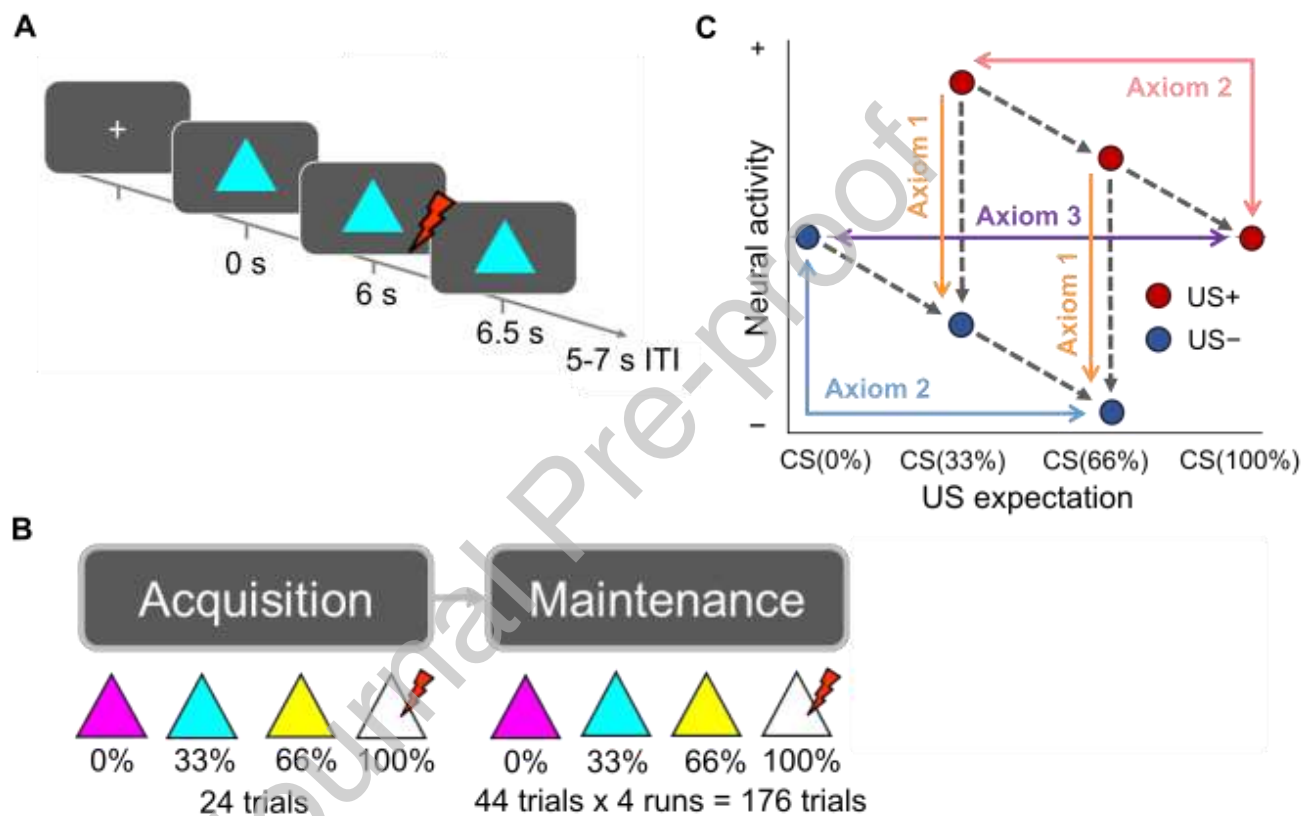 A
+
0 s
6 s
6.5 s
5-7 s ITI
B
Acquisition
Maintenance
0% 33% 66% 100%
24 trials
0% 33% 66% 100%
44 trials x 4 runs = 176 trials
C
+
Neural activity
−
Axiom 2
Axiom 1
Axiom 3
Axiom 1
Axiom 2
US+
US−
CS(0%) CS(33%) CS(66%) CS(100%)
US expectation
Journal Pre-proof